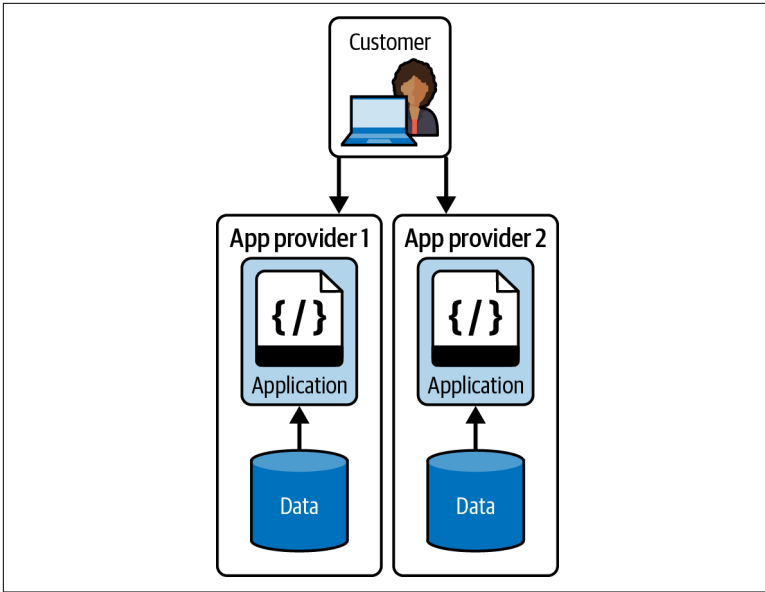 Customer
App provider 1
App provider 2
{/}
{/}
Application
Application
Data
Data